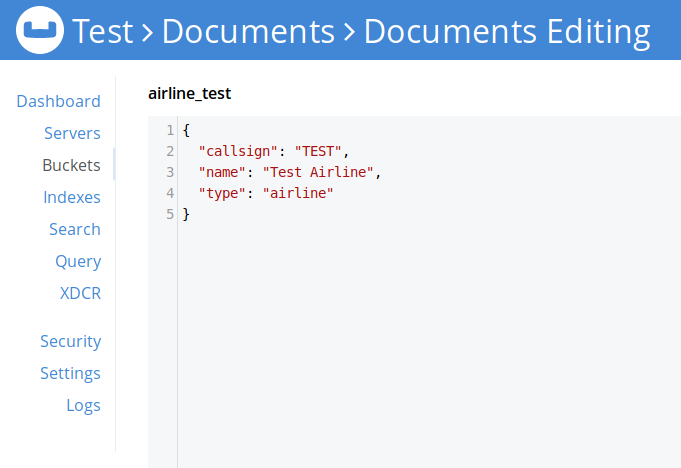 Test > Documents > Documents Editing
Dashboard
Servers
Buckets
Indexes
Search
Query
XDCR
Security
Settings
Logs
airline_test
1 {
2   "callsign": "TEST",
3   "name": "Test Airline",
4   "type": "airline"
5 }